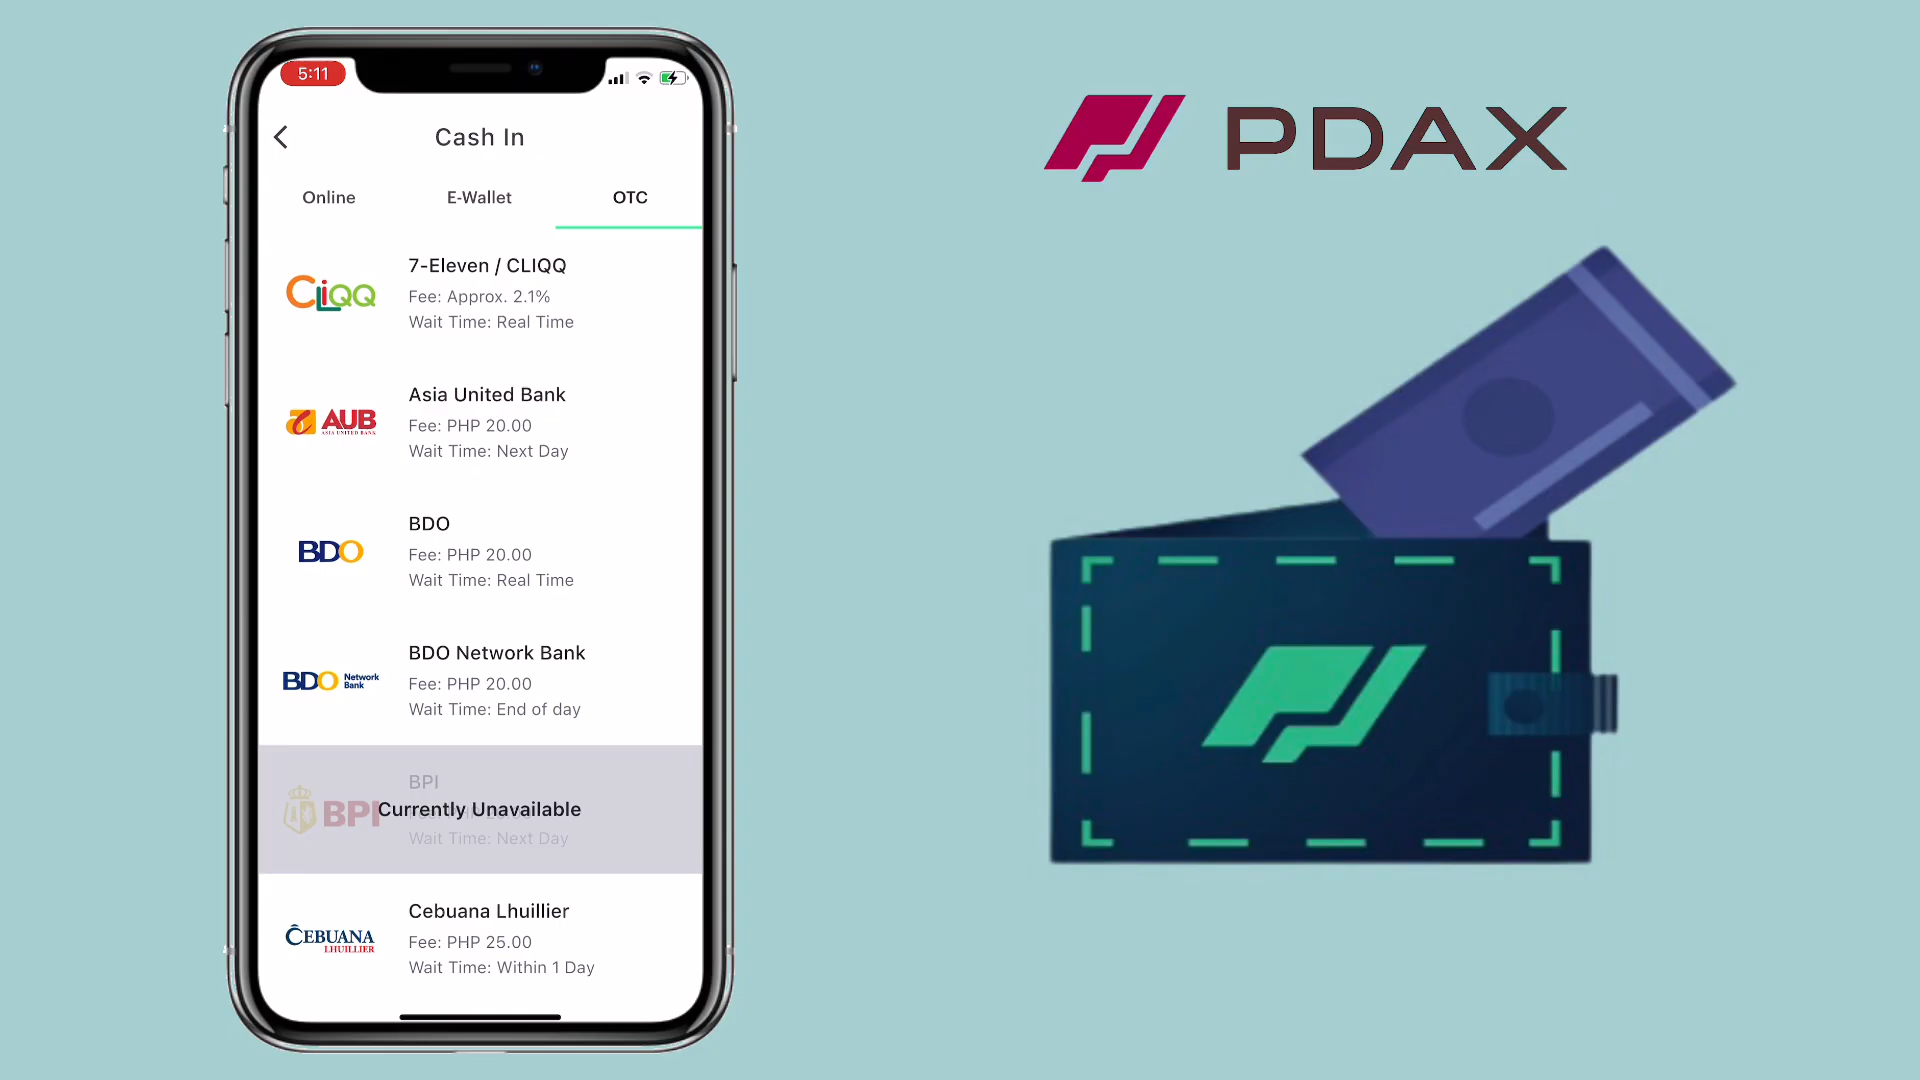 5:11
Cash In
Online
E-Wallet
OTC
CLiQQ
7-Eleven / CLIQQ
Fee: Approx. 2.1%
Wait Time: Real Time
AUB
ASIA UNITED BANK
Asia United Bank
Fee: PHP 20.00
Wait Time: Next Day
BDO
BDO
Fee: PHP 20.00
Wait Time: Real Time
BDO Network Bank
BDO Network Bank
Fee: PHP 20.00
Wait Time: End of day
BPI
BPI
Currently Unavailable
Wait Time: Next Day
CEBUANA
LHUILLIER
Cebuana Lhuillier
Fee: PHP 25.00
Wait Time: Within 1 Day
PDAX